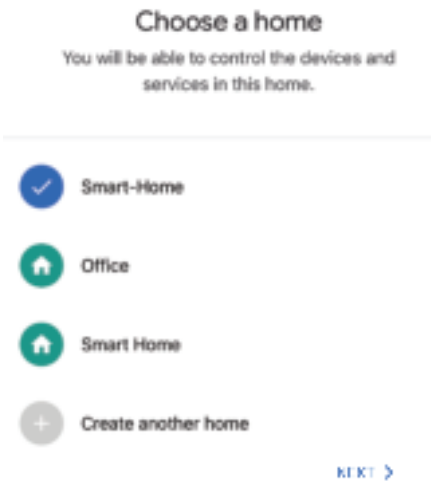 Choose a home
You will be able to control the devices and
services in this home.
Smart-Home
Office
Smart Home
Create another home
NEXT